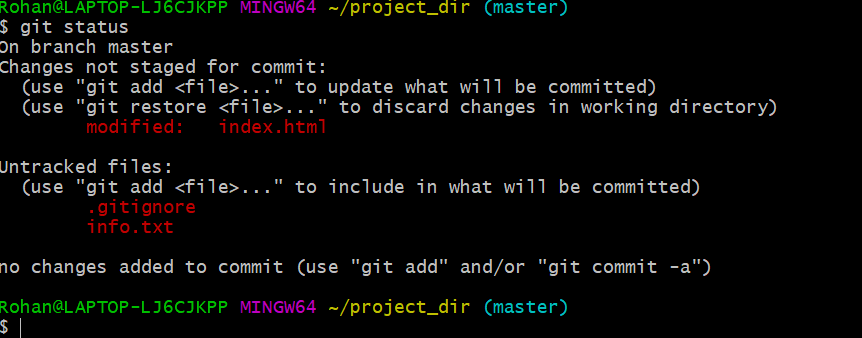 Rohan@LAPTOP-LJ6CJKPP MINGW64 ~/project_dir (master)
$ git status
On branch master
Changes not staged for commit:
  (use "git add <file>..." to update what will be committed)
  (use "git restore <file>..." to discard changes in working directory)
        modified:   index.html

Untracked files:
  (use "git add <file>..." to include in what will be committed)
        .gitignore
        info.txt

no changes added to commit (use "git add" and/or "git commit -a")

Rohan@LAPTOP-LJ6CJKPP MINGW64 ~/project_dir (master)
$